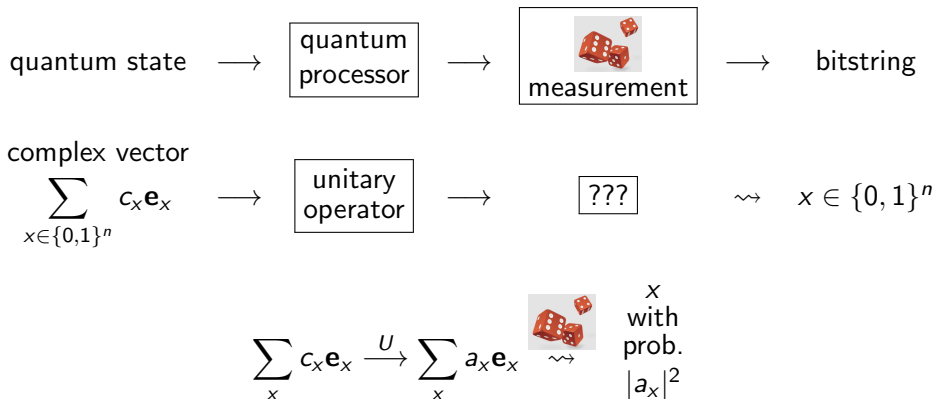 quantum state ⟶ quantum processor ⟶ measurement ⟶ bitstring
complex vector
∑_{x∈{0,1}^n} c_x e_x ⟶ unitary operator ⟶ ??? ⇝ x ∈ {0, 1}^n
∑_x c_x e_x —U→ ∑_x a_x e_x ⇝ x with prob. |a_x|^2